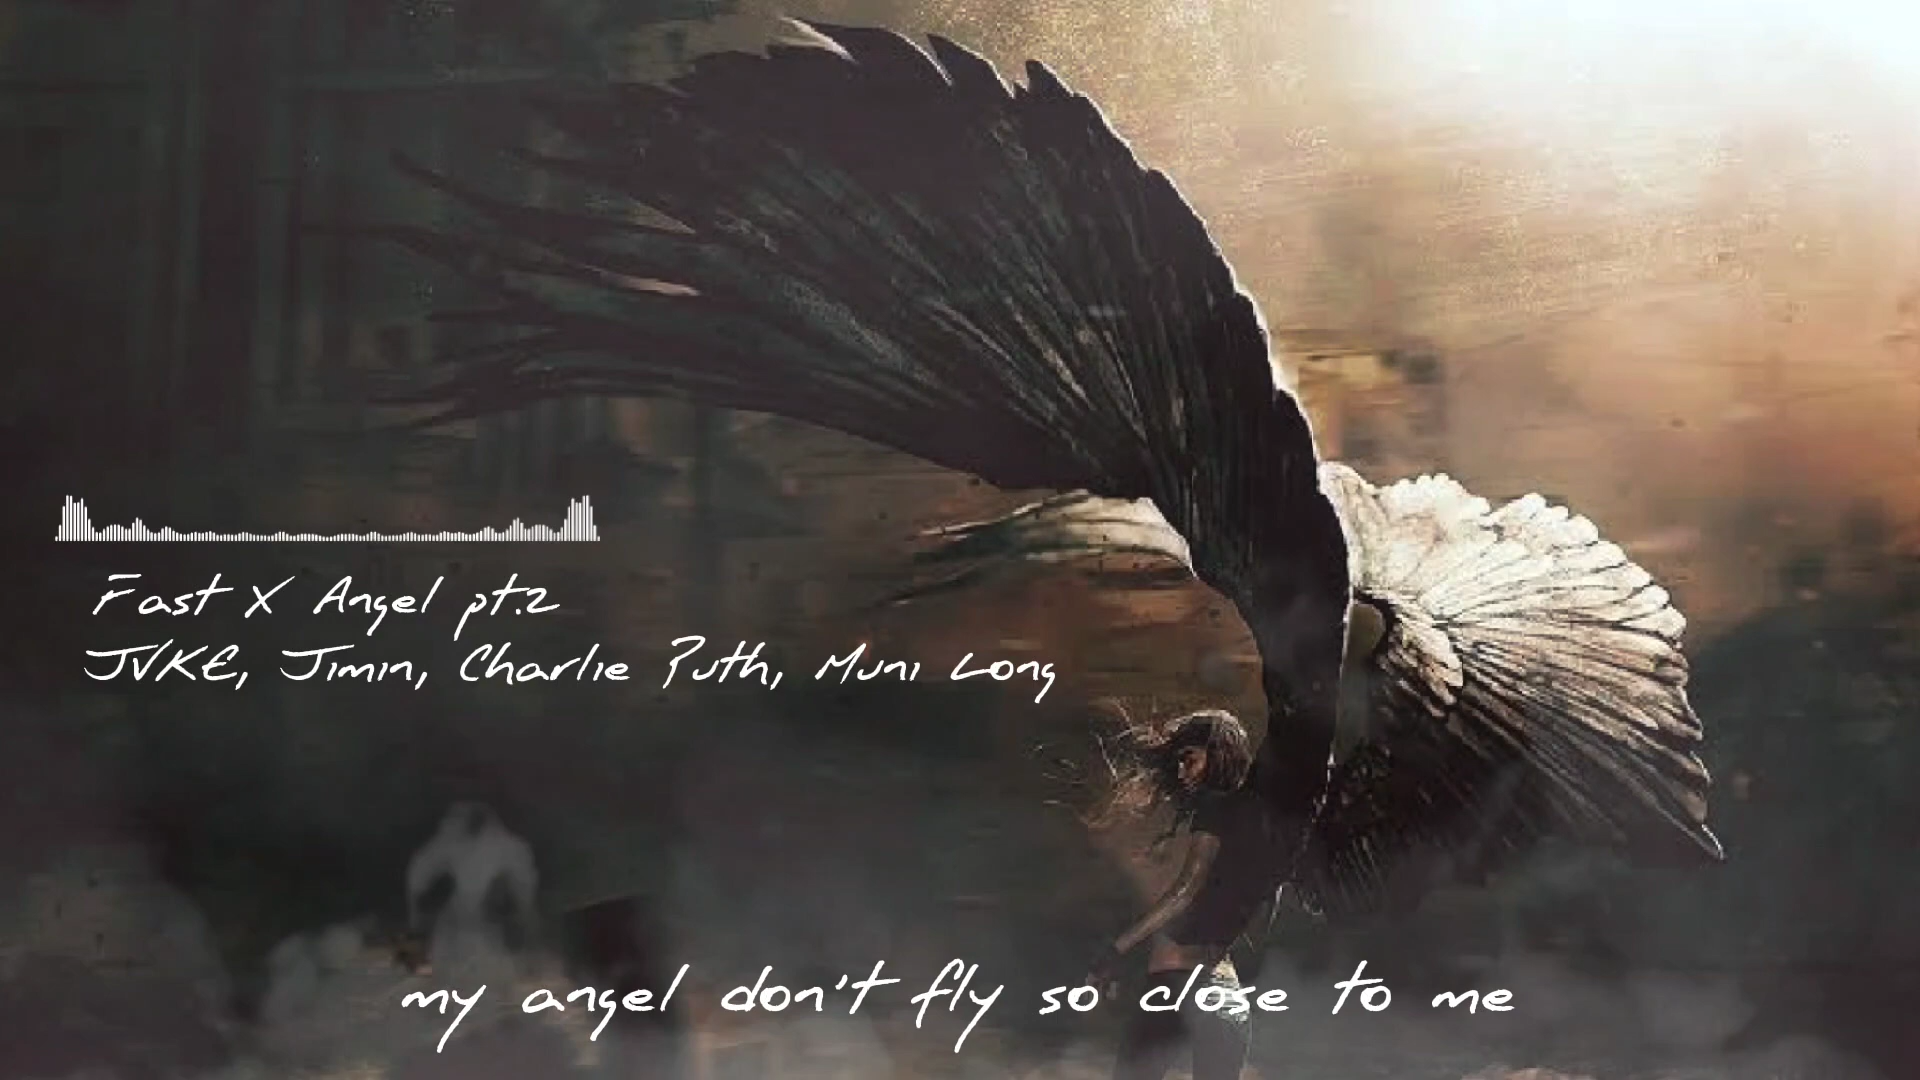 Fast X Angel pt.2
JVKE, Jimin, Charlie Puth, Muni Long
my angel don't fly so close to me